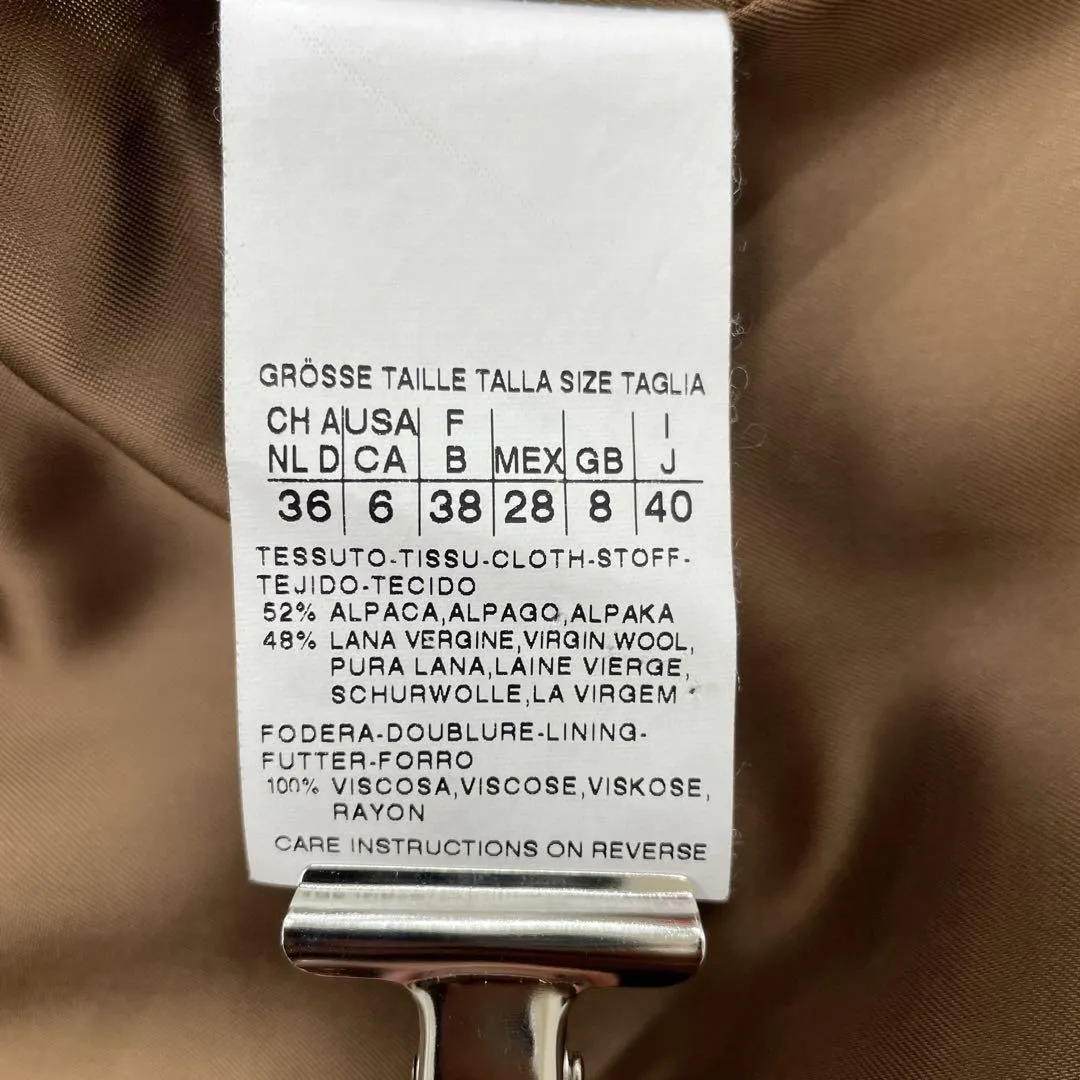 GRÖSSE TAILLE TALLA SIZE TAGLIA
CH A USA F I
NL D CA B MEX GB J
36 6 38 28 8 40
TESSUTO-TISSU-CLOTH-STOFF-
TEJIDO-TECIDO
52% ALPACA,ALPAGO,ALPAKA
48% LANA VERGINE,VIRGIN WOOL,
PURA LANA,LAINE VIERGE,
SCHURWOLLE,LA VIRGEM
FODERA-DOUBLURE-LINING-
FUTTER-FORRO
100% VISCOSA,VISCOSE,VISKOSE,
RAYON
CARE INSTRUCTIONS ON REVERSE